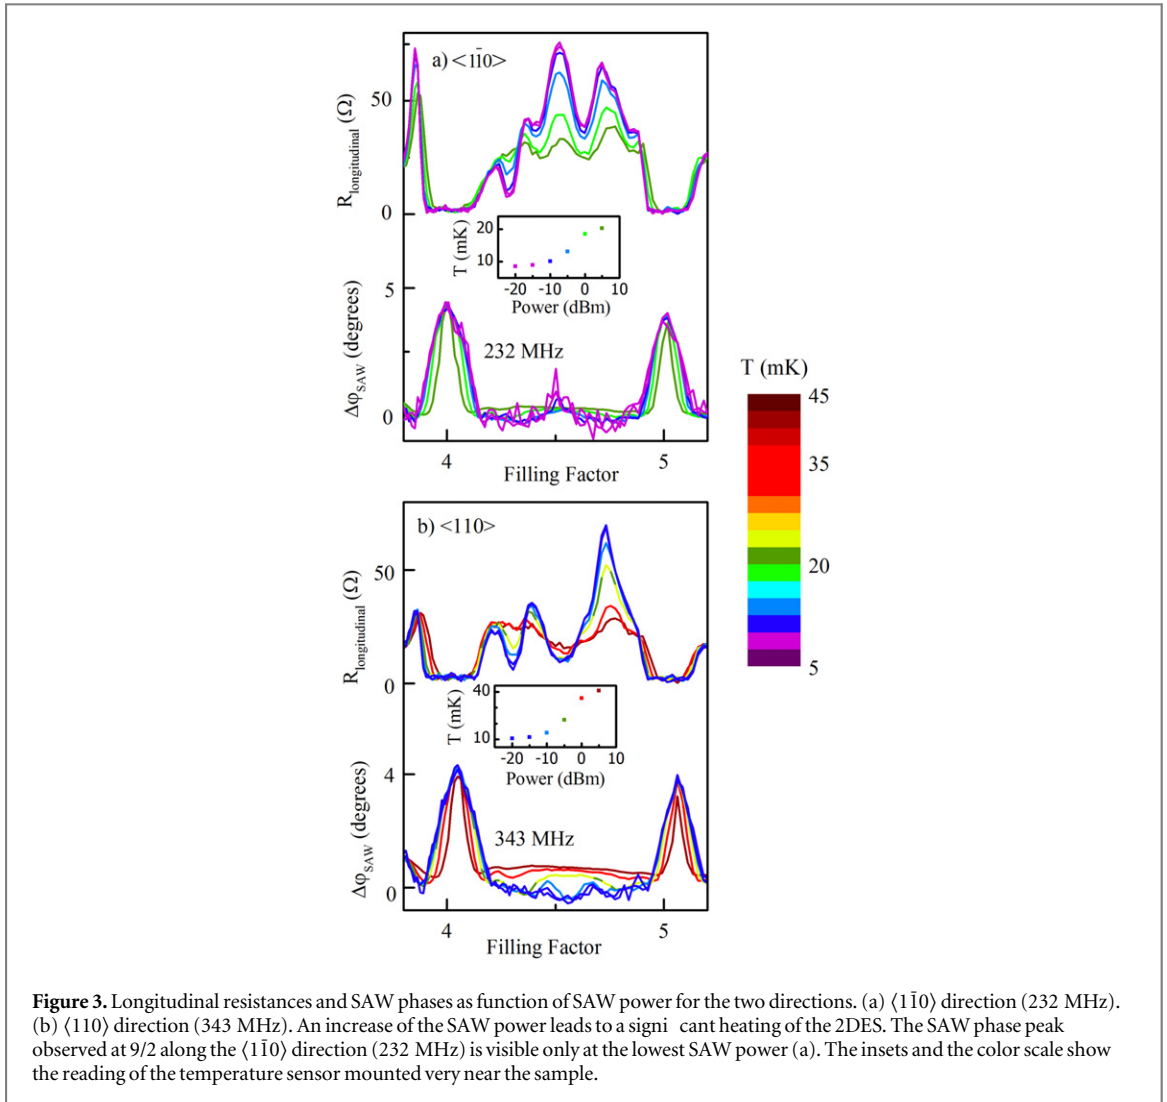 a) <11̄0>
50
0
R_longitudinal (Ω)
20
10
T (mK)
-20 -10 0 10
Power (dBm)
5
0
Δφ_SAW (degrees)
232 MHz
4 5
Filling Factor
T (mK)
45
35
20
5
b) <110>
50
0
R_longitudinal (Ω)
40
10
T (mK)
-20 -10 0 10
Power (dBm)
4
0
Δφ_SAW (degrees)
343 MHz
4 5
Filling Factor
Figure 3. Longitudinal resistances and SAW phases as function of SAW power for the two directions. (a) ⟨11̄0⟩ direction (232 MHz).
(b) ⟨110⟩ direction (343 MHz). An increase of the SAW power leads to a signi cant heating of the 2DES. The SAW phase peak
observed at 9/2 along the ⟨11̄0⟩ direction (232 MHz) is visible only at the lowest SAW power (a). The insets and the color scale show
the reading of the temperature sensor mounted very near the sample.